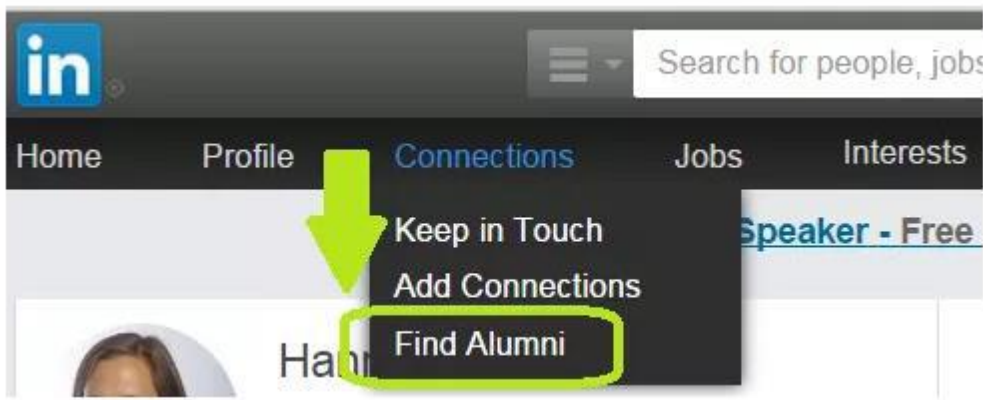 in®
Search for people, jobs
Home Profile Connections Jobs Interests
Keep in Touch
Speaker - Free
Add Connections
Find Alumni